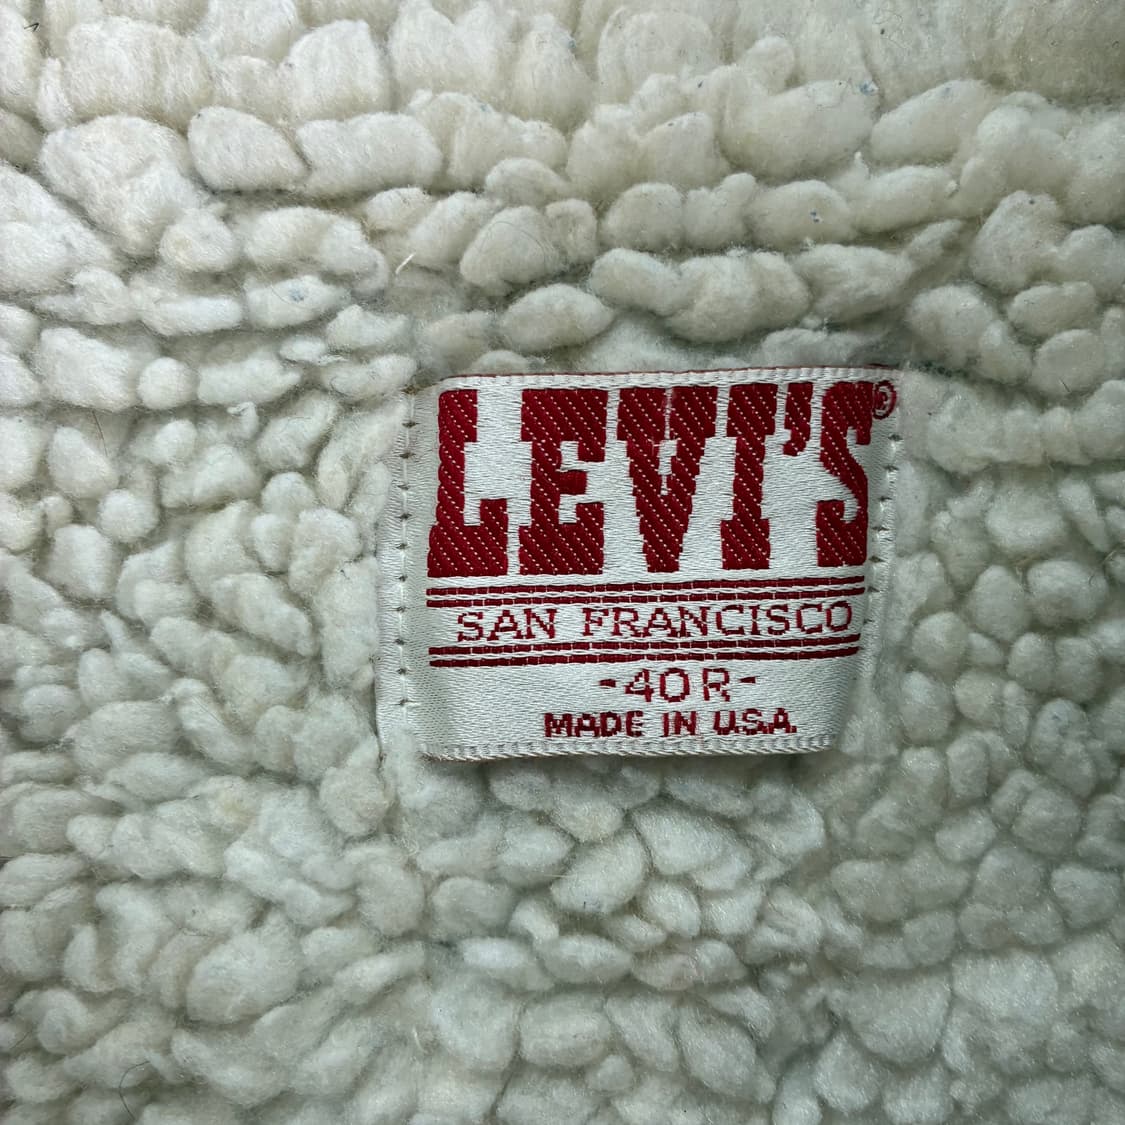 LEVI'S®
SAN FRANCISCO
-40R-
MADE IN U.S.A.